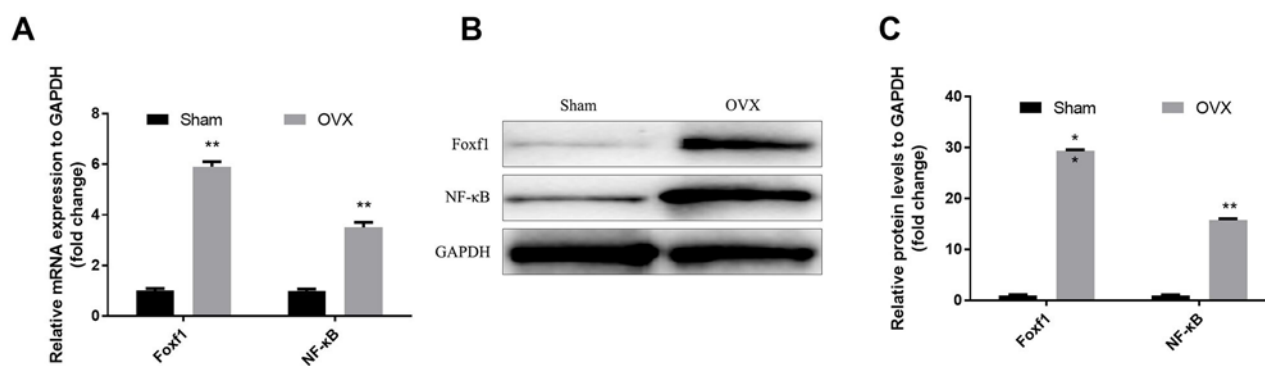 A
Relative mRNA expression to GAPDH
(fold change)
Sham
OVX
8
6
4
2
0
**
**
Foxf1
NF-κB
B
Sham
OVX
Foxf1
NF-κB
GAPDH
C
Relative protein levels to GAPDH
(fold change)
Sham
OVX
40
30
20
10
0
*
*
**
Foxf1
NF-κB